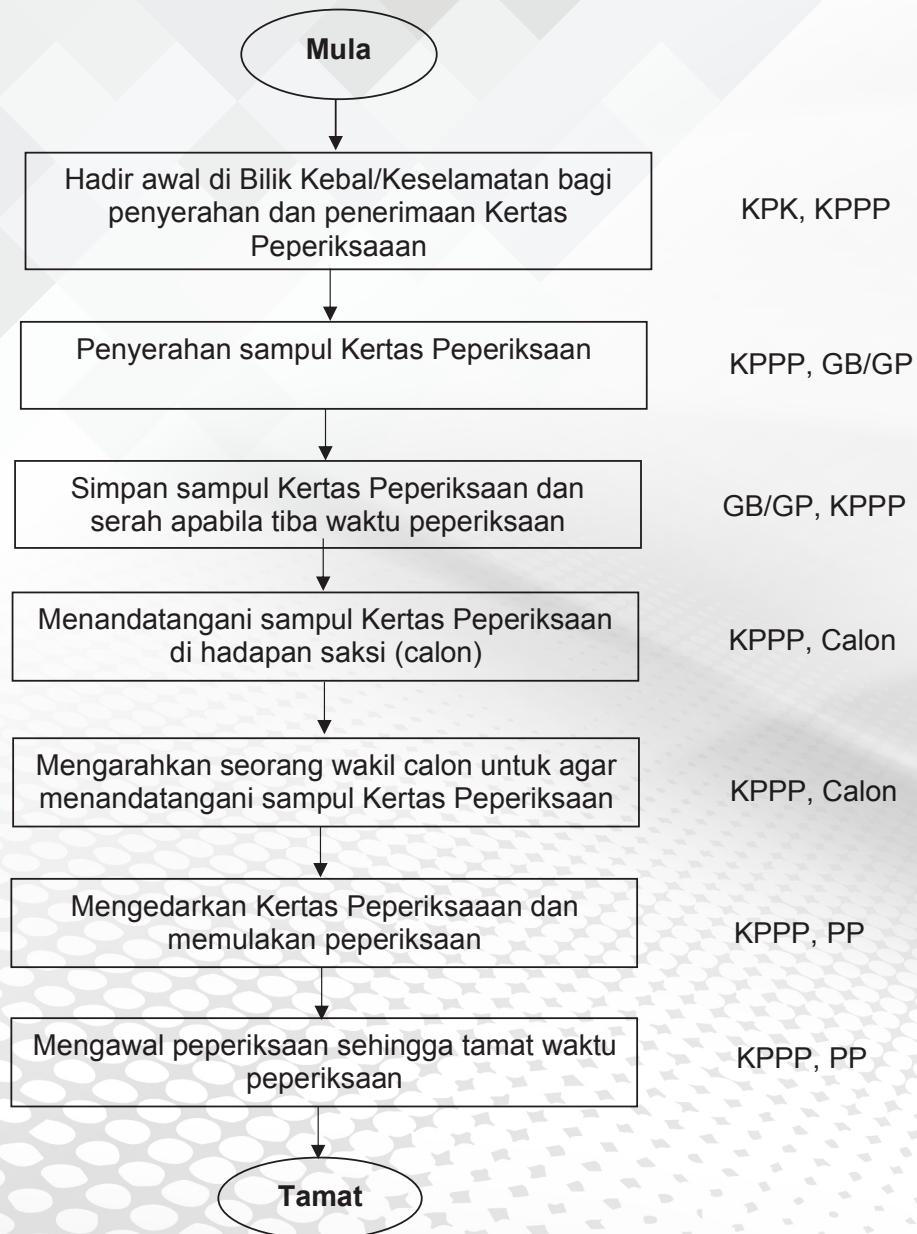 Mula
Hadir awal di Bilik Kebal/Keselamatan bagi
penyerahan dan penerimaan Kertas
Peperiksaaan
KPK, KPPP
Penyerahan sampul Kertas Peperiksaan
KPPP, GB/GP
Simpan sampul Kertas Peperiksaan dan
serah apabila tiba waktu peperiksaan
GB/GP, KPPP
Menandatangani sampul Kertas Peperiksaan
di hadapan saksi (calon)
KPPP, Calon
Mengarahkan seorang wakil calon untuk agar
menandatangani sampul Kertas Peperiksaan
KPPP, Calon
Mengedarkan Kertas Peperiksaaan dan
memulakan peperiksaan
KPPP, PP
Mengawal peperiksaan sehingga tamat waktu
peperiksaan
KPPP, PP
Tamat